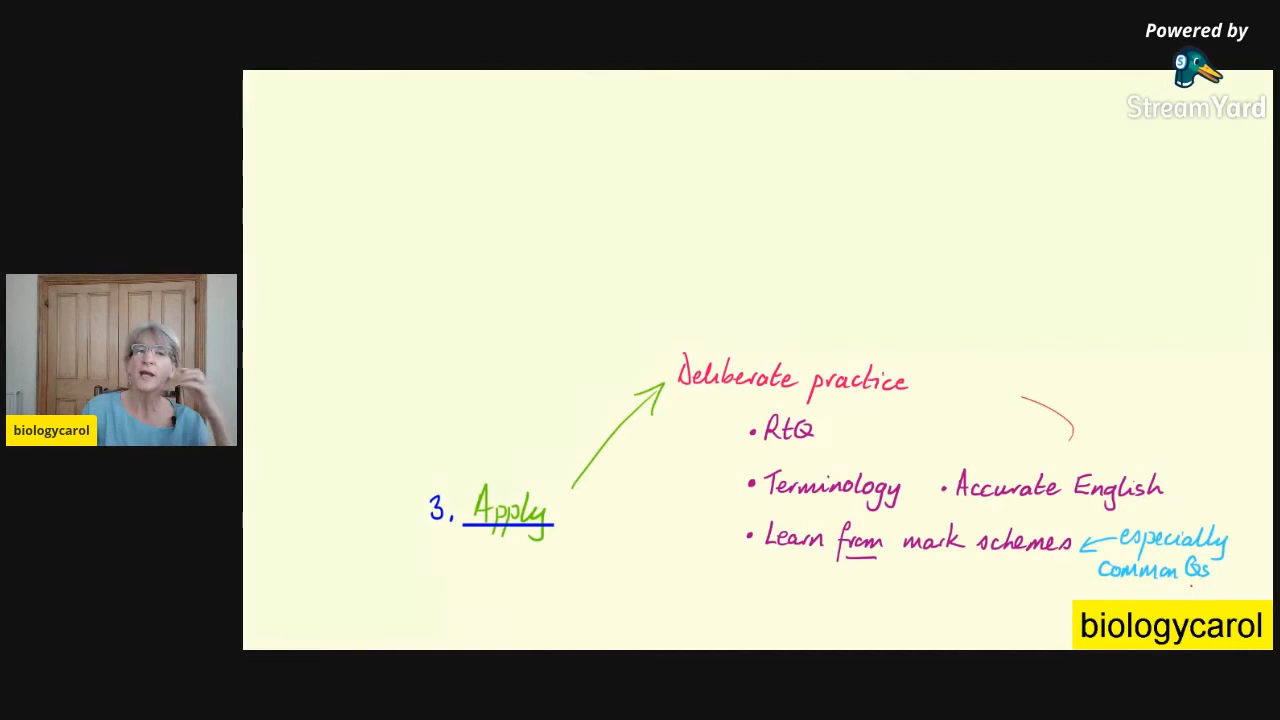 Powered by
StreamYard
Deliberate practice
• RtQ
3. Apply
• Terminology • Accurate English
• Learn from mark schemes especially
common Qs
biologycarol
biologycarol